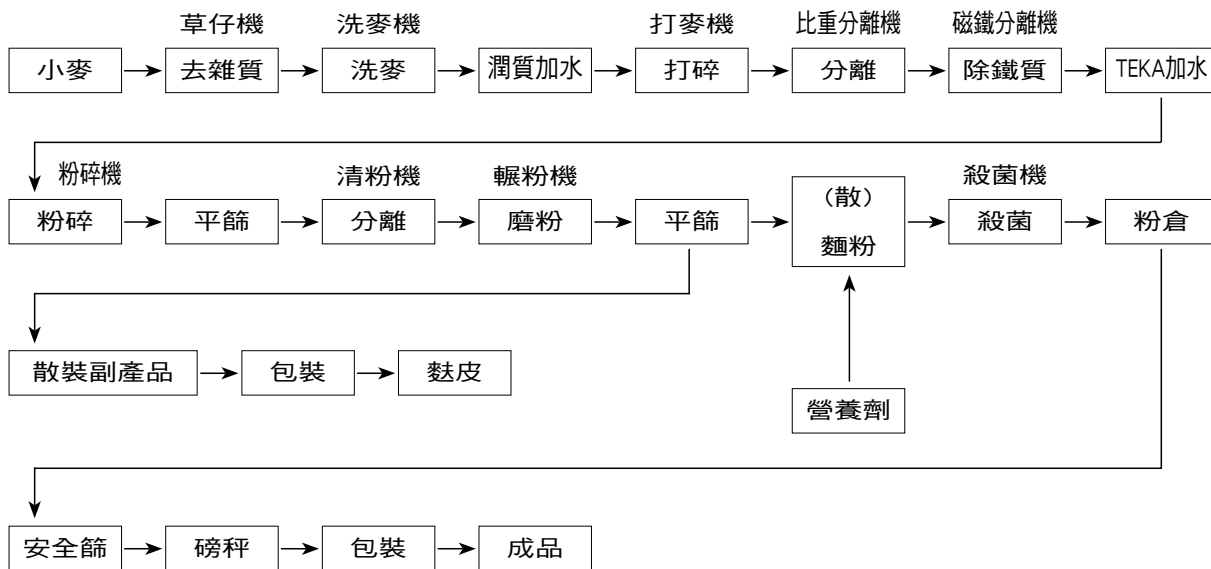 草仔機 洗麥機 打麥機 比重分離機 磁鐵分離機
小麥 去雜質 洗麥 潤質加水 打碎 分離 除鐵質 TEKA加水
粉碎機 清粉機 輾粉機 殺菌機
粉碎 平篩 分離 磨粉 平篩 （散） 殺菌 粉倉
麵粉
散裝副產品 包裝 麩皮
營養劑
安全篩 磅秤 包裝 成品